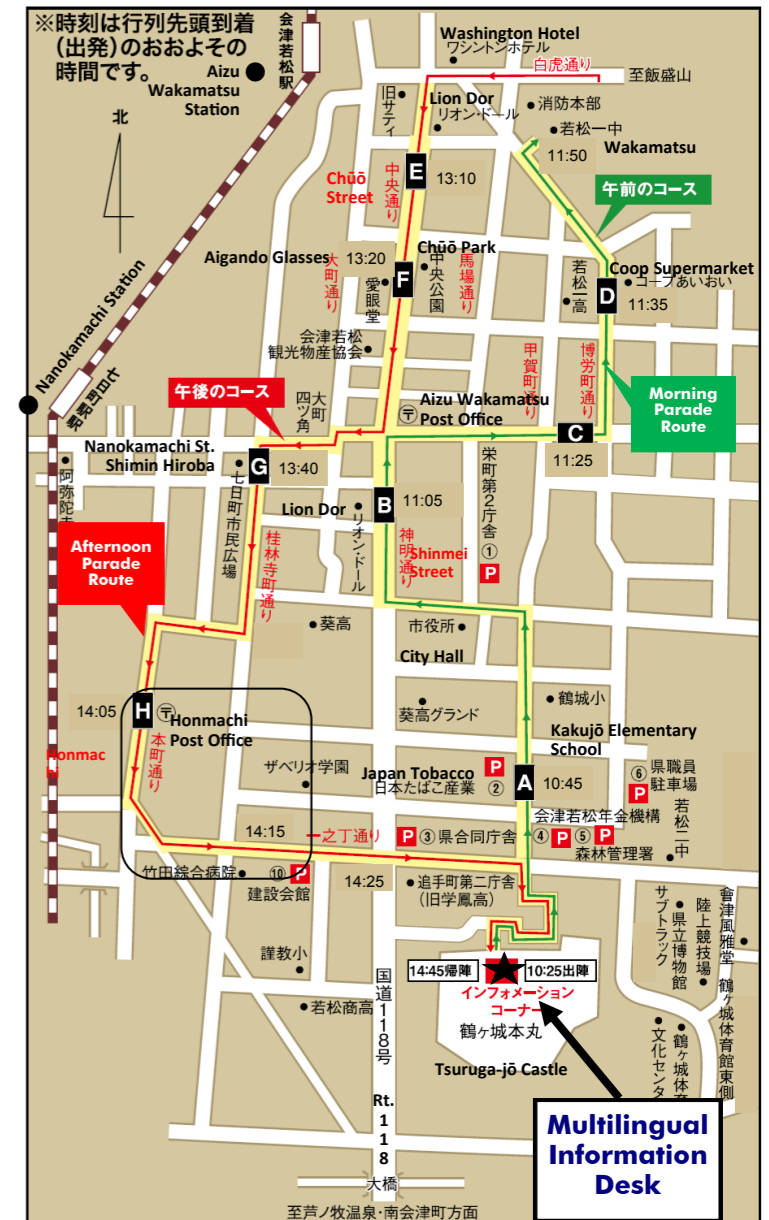 ※時刻は行列先頭到着
（出発）のおおよその
時間です。
会津若松駅
Aizu
Wakamatsu
Station
北
Washington Hotel
ワシントンホテル
白虎通り
至飯盛山
旧サティ
Lion Dor
リオン・ドール
消防本部
若松一中
Wakamatsu
11:50
E
13:10
Chūō
Street
中央通り
午前のコース
Aigando Glasses
13:20
Chūō Park
中央公園
F
大町通り
愛眼堂
馬場通り
若松一高
Coop Supermarket
コープあいおい
D
11:35
会津若松
観光物産協会
Nanokamachi Station
七日町駅
駅
午後のコース
大町
四ツ角
〒
Aizu Wakamatsu
Post Office
甲賀町通り
博労町通り
Morning
Parade
Route
C
11:25
Nanokamachi St.
Shimin Hiroba
G
13:40
七日町市民広場
阿弥陀寺
Lion Dor
リオン・ドール
B
11:05
神明通り
Shinmei
Street
栄町第2庁舎
①
P
Afternoon
Parade
Route
桂林寺町通り
葵高
市役所
City Hall
葵高グランド
鶴城小
Kakujō Elementary
School
14:05
H
〒
Honmachi
Post Office
Honmac
hi
本町通り
ザベリオ学園
Japan Tobacco
日本たばこ産業
P
②
A
10:45
⑥
P
県職員
駐車場
若松二中
14:15
一之丁通り
P
③県合同庁舎
会津若松年金機構
④
P
⑤
P
森林管理署
竹田綜合病院
⑩
P
建設会館
14:25
追手町第二庁舎
（旧学鳳高）
謹教小
若松商高
国道118号
14:45帰陣
10:25出陣
インフォメーション
コーナー
鶴ヶ城本丸
Tsuruga-jō Castle
サブトラック
県立博物館
陸上競技場
會津風雅堂
鶴ヶ城体育館東側
文化センタ
鶴ヶ城体育
Rt.
1
1
8
Multilingual
Information
Desk
大橋
至芦ノ牧温泉・南会津町方面